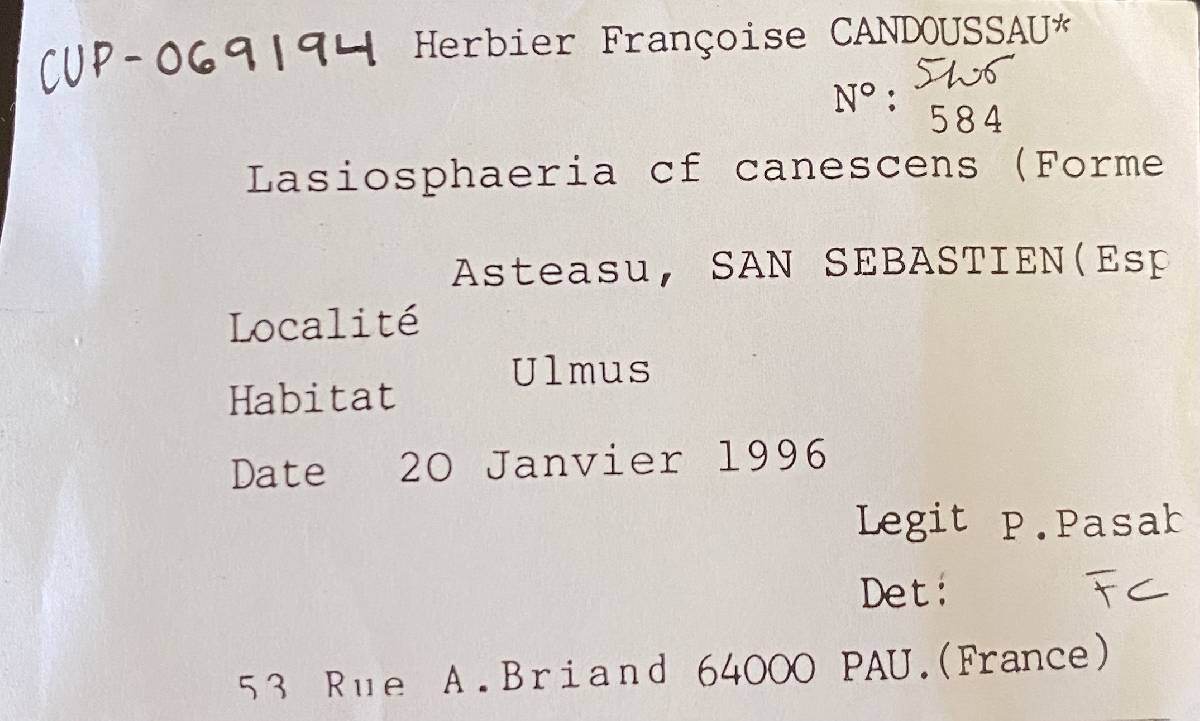 CUP-069194 Herbier Françoise CANDOUSSAU*
N°:
584
Lasiosphaeria cf canescens (Forme
Asteasu, SAN SEBASTIEN(Esp
Localité
Ulmus
Habitat
Date 20 Janvier 1996
Legit P.Pasab
Det: FC
53 Rue A.Briand 64000 PAU.(France)